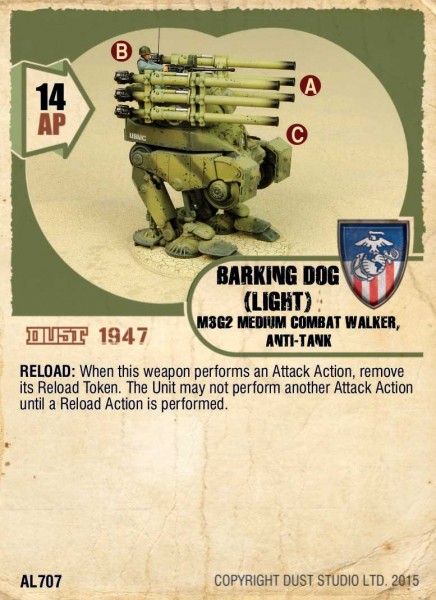 B
14
AP
A
C
USMC
BARKING DOG
(LIGHT)
M3G2 MEDIUM COMBAT WALKER,
ANTI-TANK
DUST 1947
RELOAD: When this weapon performs an Attack Action, remove
its Reload Token. The Unit may not perform another Attack Action
until a Reload Action is performed.
AL707
COPYRIGHT DUST STUDIO LTD. 2015